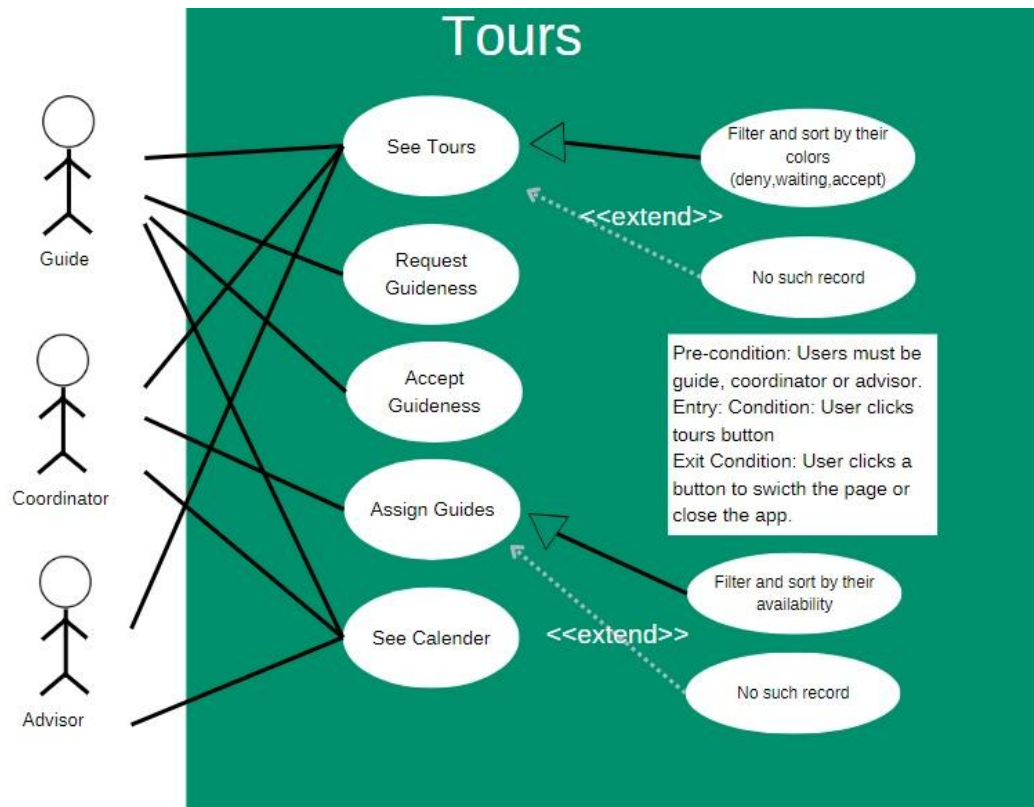 Tours
See Tours
Filter and sort by their
colors
(deny,waiting,accept)
<<extend>>
Guide
Request
Guideness
No such record
Pre-condition: Users must be
guide, coordinator or advisor.
Entry: Condition: User clicks
tours button
Exit Condition: User clicks a
button to swicth the page or
close the app.
Accept
Guideness
Coordinator
Assign Guides
Filter and sort by their
availability
<<extend>>
See Calender
No such record
Advisor